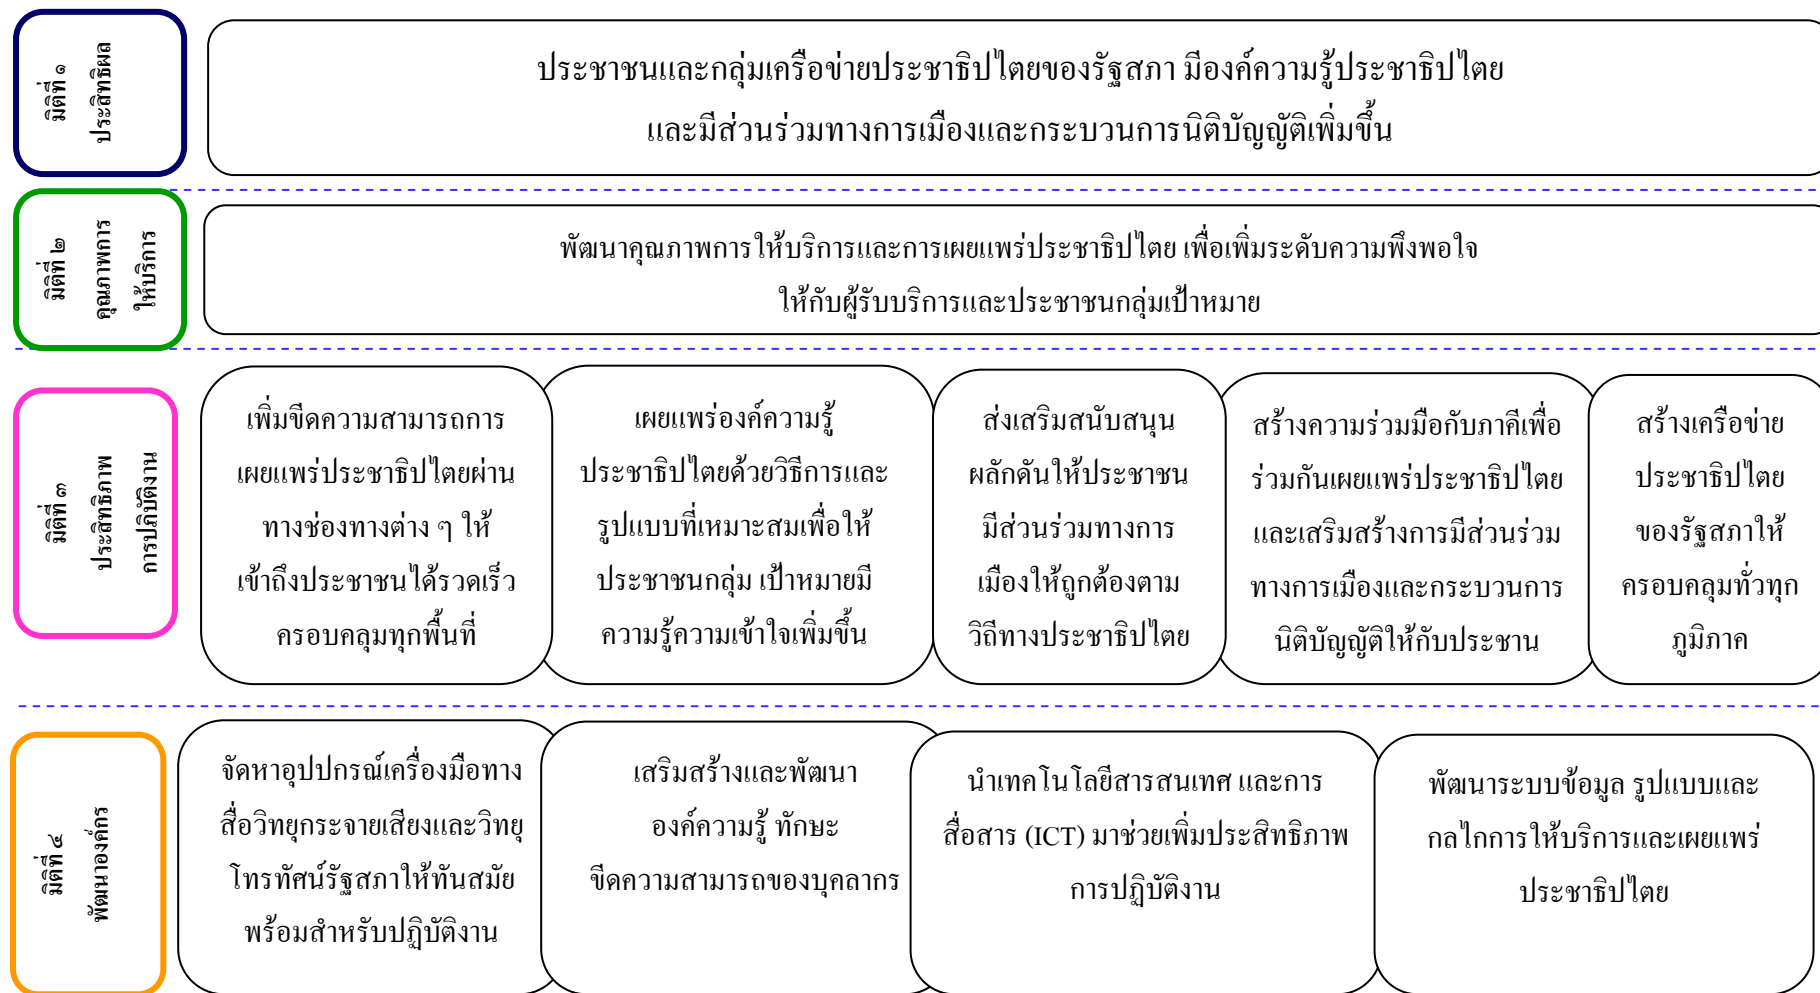 มิติที่ ๑
ประสิทธิผล
ประชาชนและกลุ่มเครือข่ายประชาธิปไตยของรัฐสภา มีองค์ความรู้ประชาธิปไตย
และมีส่วนร่วมทางการเมืองและกระบวนการนิติบัญญัติเพิ่มขึ้น
มิติที่ ๒
คุณภาพการ
ให้บริการ
พัฒนาคุณภาพการให้บริการและการเผยแพร่ประชาธิปไตย เพื่อเพิ่มระดับความพึงพอใจ
ให้กับผู้รับบริการและประชาชนกลุ่มเป้าหมาย
มิติที่ ๓
ประสิทธิภาพ
การปฏิบัติงาน
เพิ่มขีดความสามารถการ
เผยแพร่ประชาธิปไตยผ่าน
ทางช่องทางต่าง ๆ ให้
เข้าถึงประชาชนได้รวดเร็ว
ครอบคลุมทุกพื้นที่
เผยแพร่องค์ความรู้
ประชาธิปไตยด้วยวิธีการและ
รูปแบบที่เหมาะสมเพื่อให้
ประชาชนกลุ่ม เป้าหมายมี
ความรู้ความเข้าใจเพิ่มขึ้น
ส่งเสริมสนับสนุน
ผลักดันให้ประชาชน
มีส่วนร่วมทางการ
เมืองให้ถูกต้องตาม
วิถีทางประชาธิปไตย
สร้างความร่วมมือกับภาคีเพื่อ
ร่วมกันเผยแพร่ประชาธิปไตย
และเสริมสร้างการมีส่วนร่วม
ทางการเมืองและกระบวนการ
นิติบัญญัติให้กับประชาน
สร้างเครือข่าย
ประชาธิปไตย
ของรัฐสภาให้
ครอบคลุมทั่วทุก
ภูมิภาค
มิติที่ ๔
พัฒนาองค์กร
จัดหาอุปปกรณ์เครื่องมือทาง
สื่อวิทยุกระจายเสียงและวิทยุ
โทรทัศน์รัฐสภาให้ทันสมัย
พร้อมสำหรับปฏิบัติงาน
เสริมสร้างและพัฒนา
องค์ความรู้ ทักษะ
ขีดความสามารถของบุคลากร
นำเทคโนโลยีสารสนเทศ และการ
สื่อสาร (ICT) มาช่วยเพิ่มประสิทธิภาพ
การปฏิบัติงาน
พัฒนาระบบข้อมูล รูปแบบและ
กลไกการให้บริการและเผยแพร่
ประชาธิปไตย